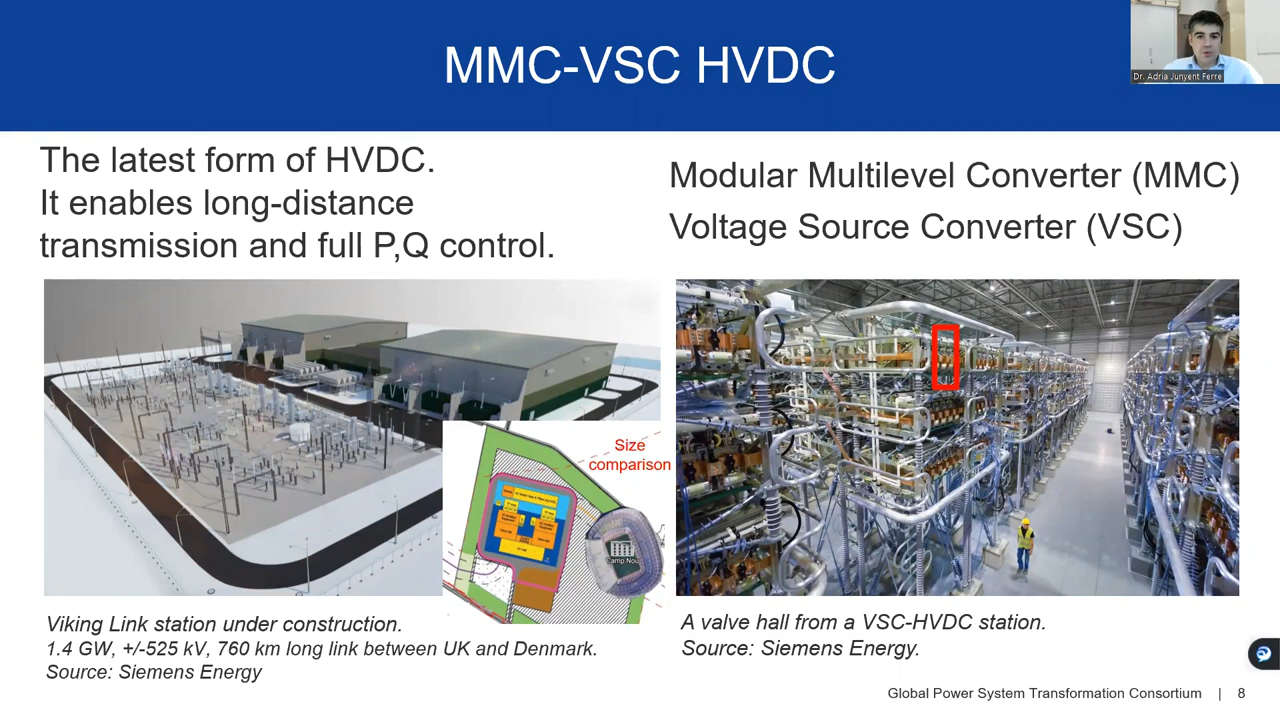 MMC-VSC HVDC
Dr. Adria Junyent Ferre
The latest form of HVDC.
It enables long-distance
transmission and full P,Q control.
Modular Multilevel Converter (MMC)
Voltage Source Converter (VSC)
Size
comparison
Camp Nou
Viking Link station under construction.
1.4 GW, +/-525 kV, 760 km long link between UK and Denmark.
Source: Siemens Energy
A valve hall from a VSC-HVDC station.
Source: Siemens Energy.
Global Power System Transformation Consortium | 8